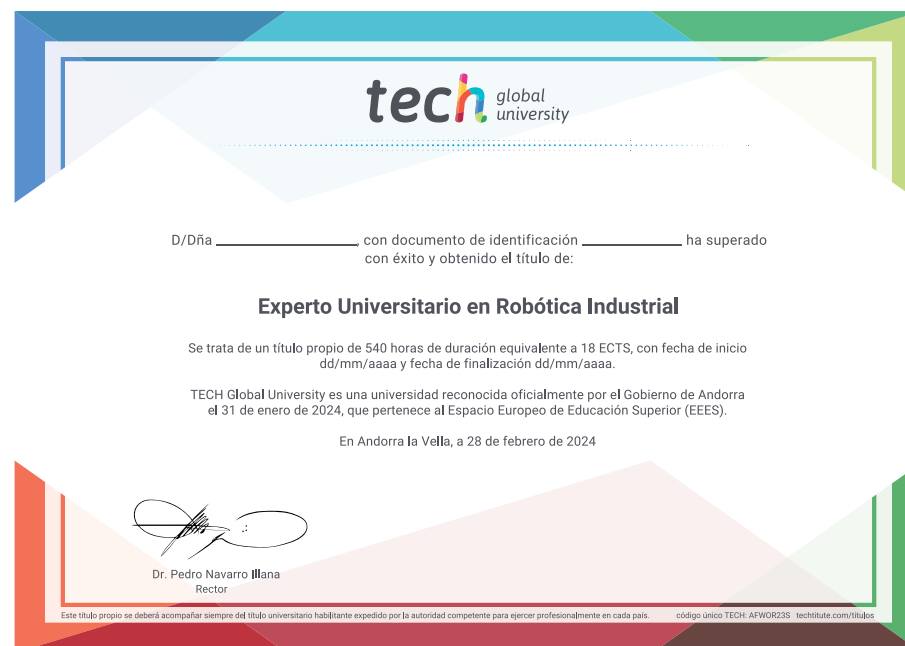 tech global university
D/Dña ________________, con documento de identificación ____________ ha superado
con éxito y obtenido el título de:
Experto Universitario en Robótica Industrial
Se trata de un título propio de 540 horas de duración equivalente a 18 ECTS, con fecha de inicio
dd/mm/aaaa y fecha de finalización dd/mm/aaaa.
TECH Global University es una universidad reconocida oficialmente por el Gobierno de Andorra
el 31 de enero de 2024, que pertenece al Espacio Europeo de Educación Superior (EEES).
En Andorra la Vella, a 28 de febrero de 2024
Dr. Pedro Navarro Illana
Rector
Este título propio se deberá acompañar siempre del título universitario habilitante expedido por la autoridad competente para ejercer profesionalmente en cada país. código único TECH: AFWOR23S techtitute.com/titulos